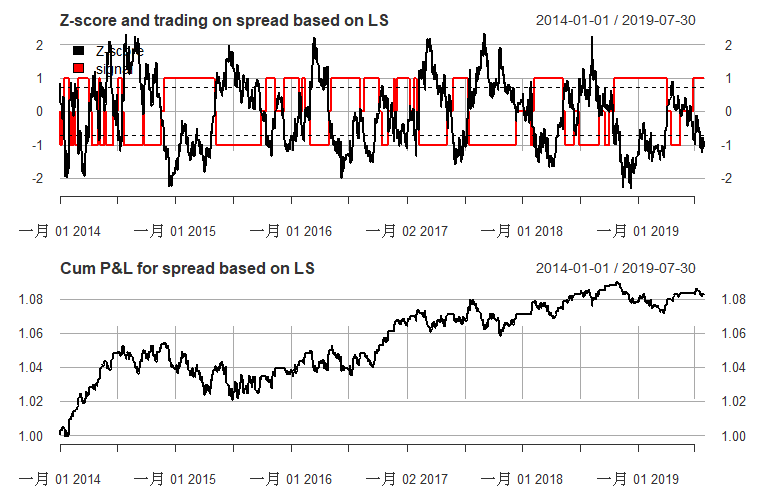 Z-score and trading on spread based on LS 2014-01-01 / 2019-07-30
Z-score
signal
2 2
1 1
0 0
-1 -1
-2 -2
一月 01 2014 一月 01 2015 一月 01 2016 一月 02 2017 一月 01 2018 一月 01 2019
Cum P&L for spread based on LS 2014-01-01 / 2019-07-30
1.08 1.08
1.06 1.06
1.04 1.04
1.02 1.02
1.00 1.00
一月 01 2014 一月 01 2015 一月 01 2016 一月 02 2017 一月 01 2018 一月 01 2019